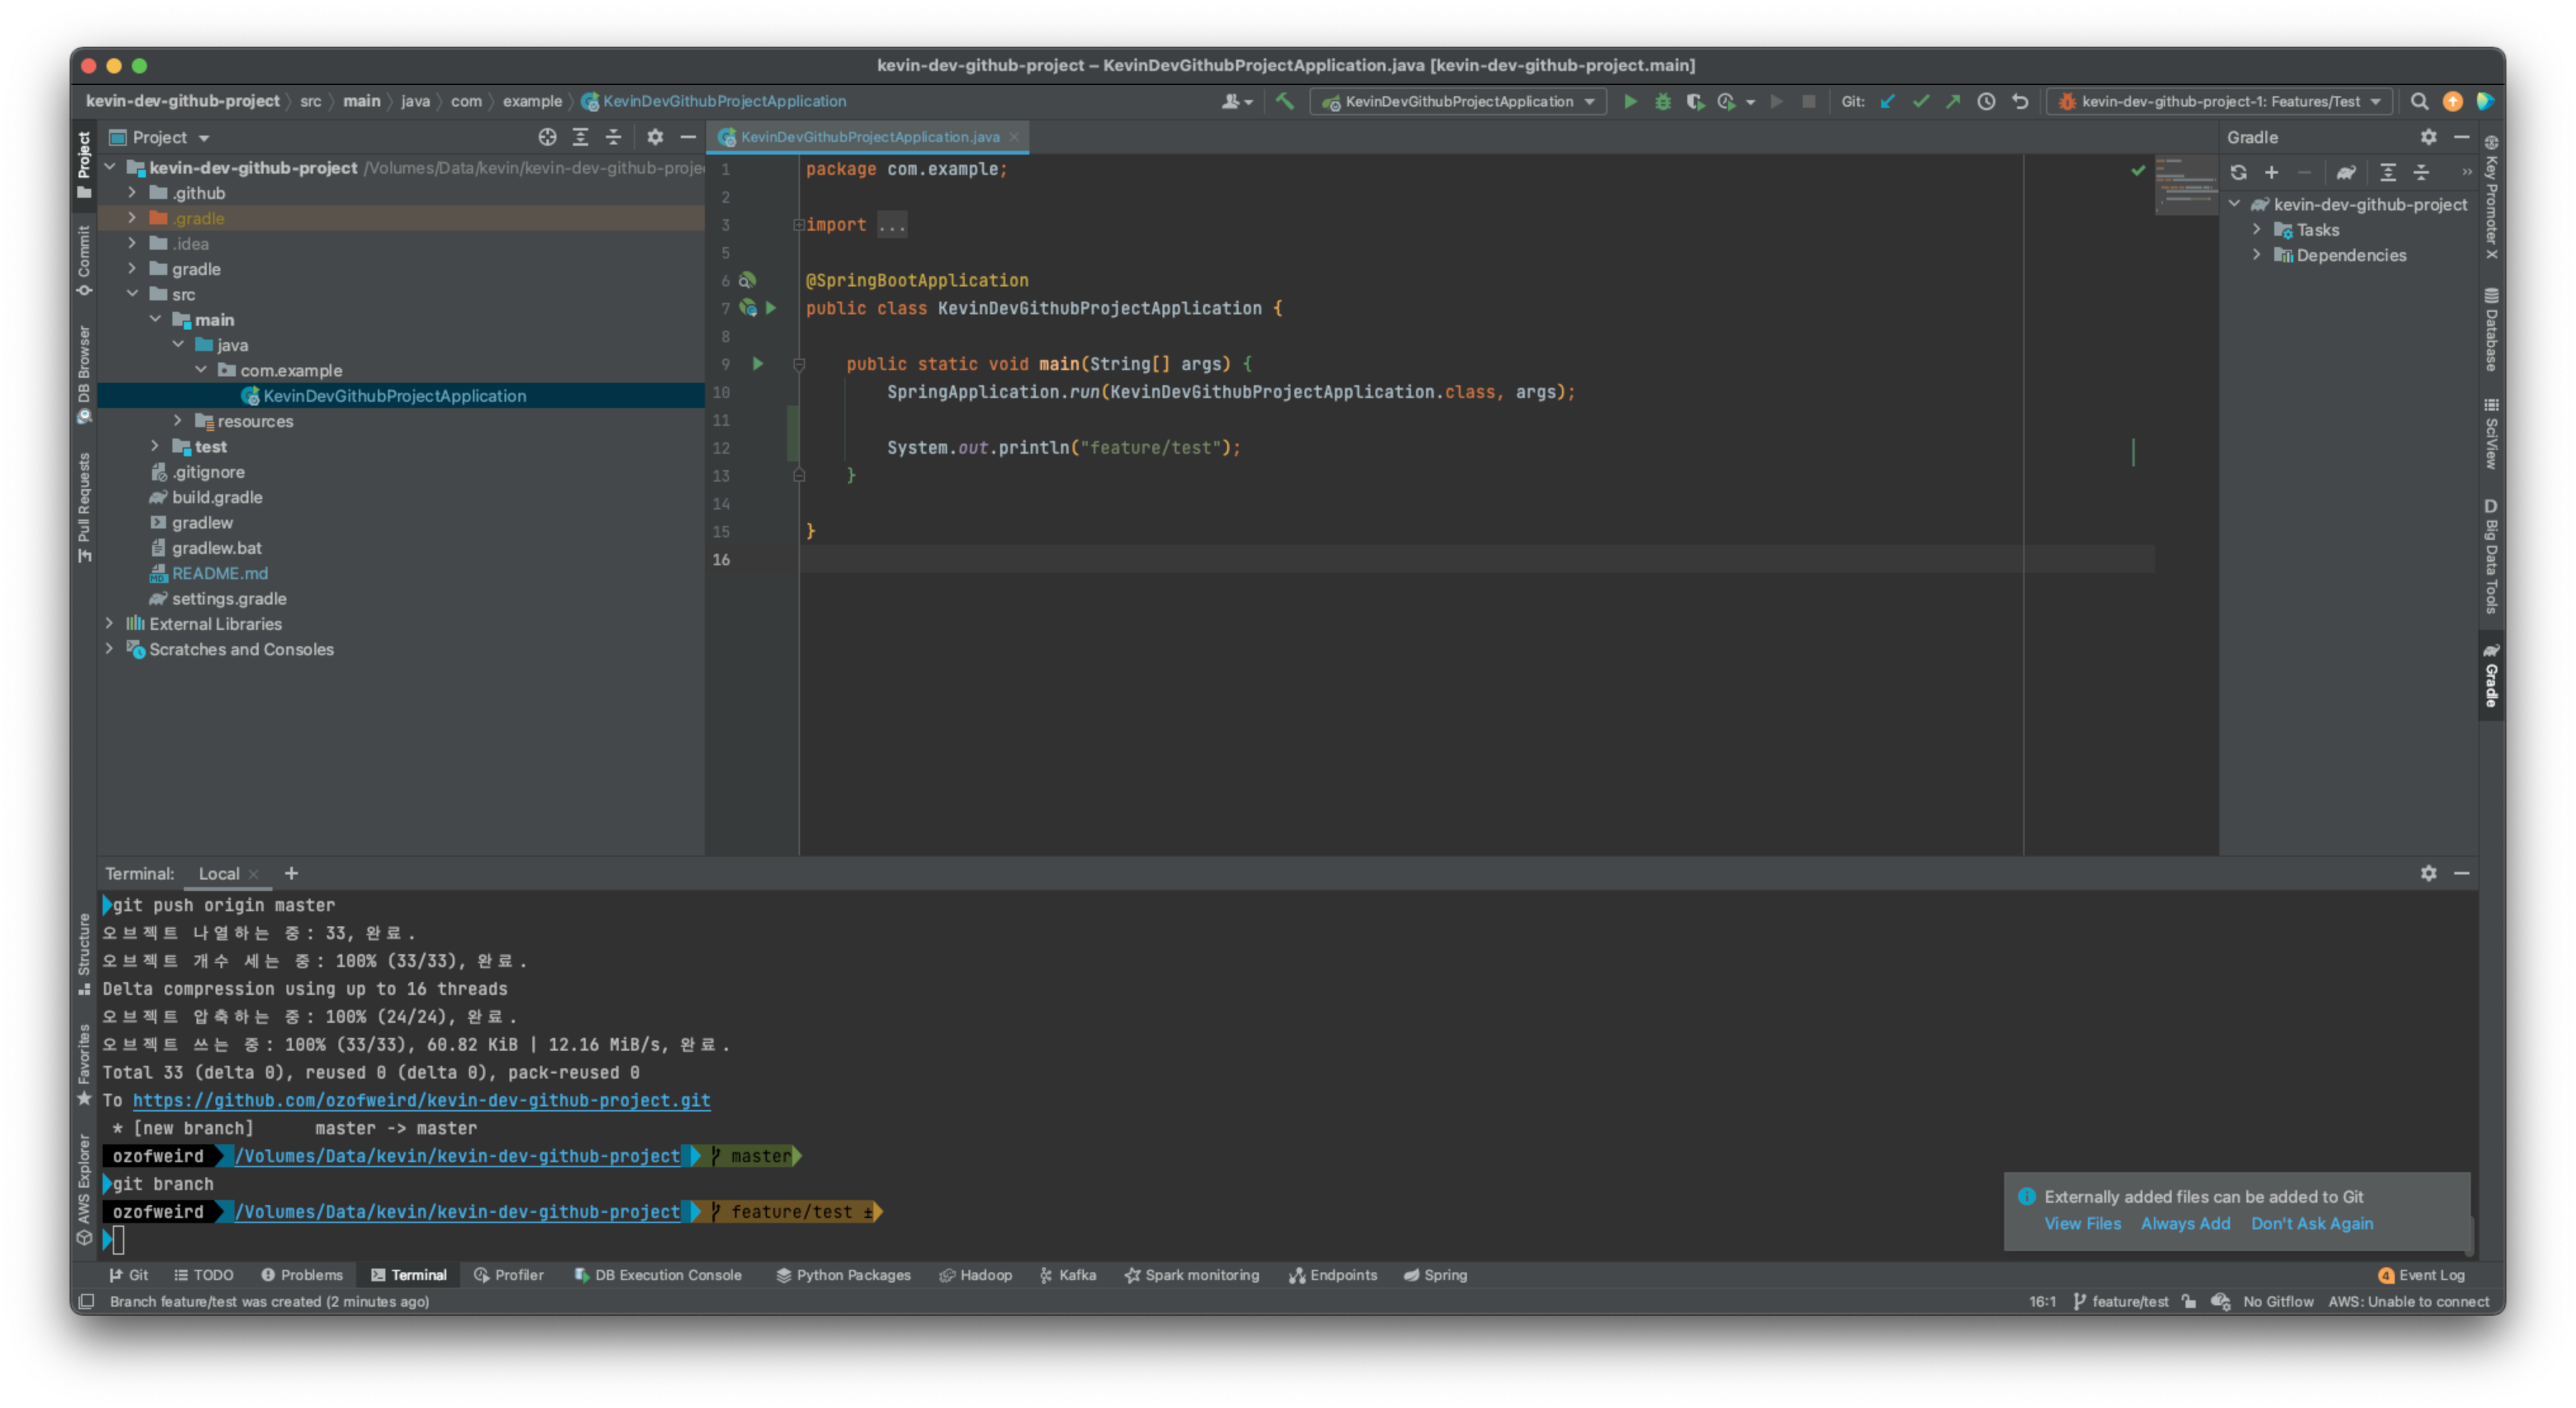 kevin-dev-github-project – KevinDevGithubProjectApplication.java [kevin-dev-github-project.main]
kevin-dev-github-project src main java com example KevinDevGithubProjectApplication
KevinDevGithubProjectApplication Git: kevin-dev-github-project-1: Features/Test
Project
Commit
DB Browser
Pull Requests
Structure
Favorites
AWS Explorer
Project
kevin-dev-github-project /Volumes/Data/kevin/kevin-dev-github-proje
.github
.gradle
.idea
gradle
src
main
java
com.example
KevinDevGithubProjectApplication
resources
test
.gitignore
build.gradle
gradlew
gradlew.bat
README.md
settings.gradle
External Libraries
Scratches and Consoles
KevinDevGithubProjectApplication.java
1 package com.example;
2
3 import ...
5
6 @SpringBootApplication
7 public class KevinDevGithubProjectApplication {
8
9 public static void main(String[] args) {
10 SpringApplication.run(KevinDevGithubProjectApplication.class, args);
11
12 System.out.println("feature/test");
13 }
14
15 }
16
Gradle
kevin-dev-github-project
Tasks
Dependencies
Key Promoter X
Database
SciView
D Big Data Tools
Gradle
Terminal: Local
git push origin master
오브젝트 나열하는 중: 33, 완료.
오브젝트 개수 세는 중: 100% (33/33), 완료.
Delta compression using up to 16 threads
오브젝트 압축하는 중: 100% (24/24), 완료.
오브젝트 쓰는 중: 100% (33/33), 60.82 KiB | 12.16 MiB/s, 완료.
Total 33 (delta 0), reused 0 (delta 0), pack-reused 0
To https://github.com/ozofweird/kevin-dev-github-project.git
* [new branch] master -> master
ozofweird /Volumes/Data/kevin/kevin-dev-github-project master
git branch
ozofweird /Volumes/Data/kevin/kevin-dev-github-project feature/test ±
Externally added files can be added to Git
View Files Always Add Don't Ask Again
Git TODO Problems Terminal Profiler DB Execution Console Python Packages Hadoop Kafka Spark monitoring Endpoints Spring 4 Event Log
Branch feature/test was created (2 minutes ago) 16:1 feature/test No Gitflow AWS: Unable to connect